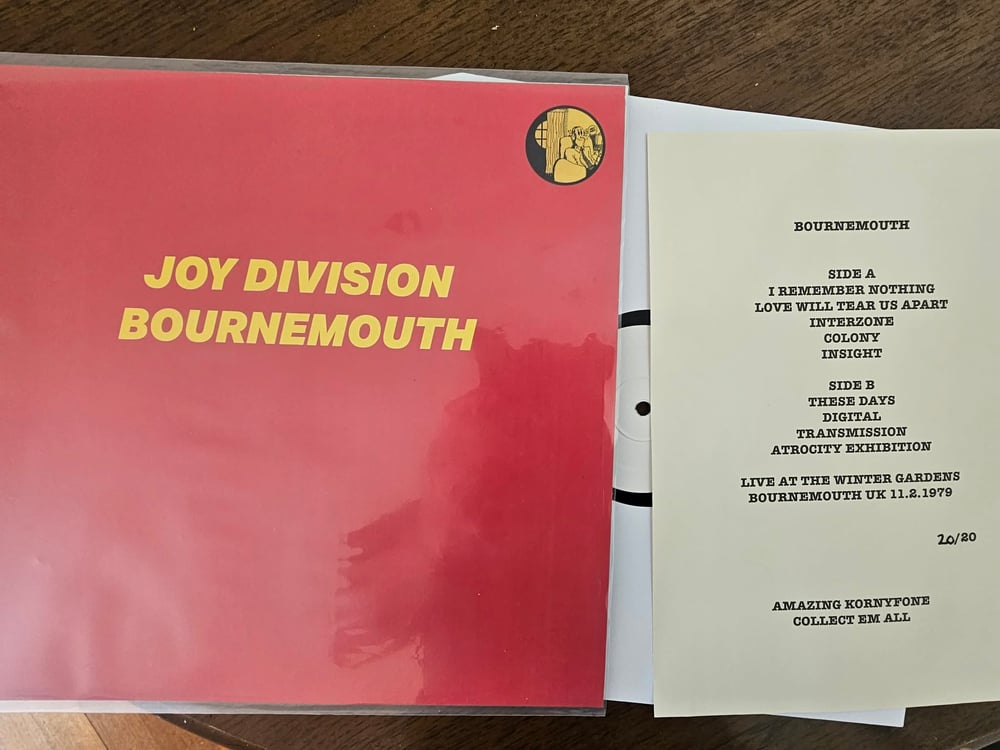 JOY DIVISION
BOURNEMOUTH
BOURNEMOUTH
SIDE A
I REMEMBER NOTHING
LOVE WILL TEAR US APART
INTERZONE
COLONY
INSIGHT
SIDE B
THESE DAYS
DIGITAL
TRANSMISSION
ATROCITY EXHIBITION
LIVE AT THE WINTER GARDENS
BOURNEMOUTH UK 11.2.1979
20/20
AMAZING KORNYFONE
COLLECT EM ALL